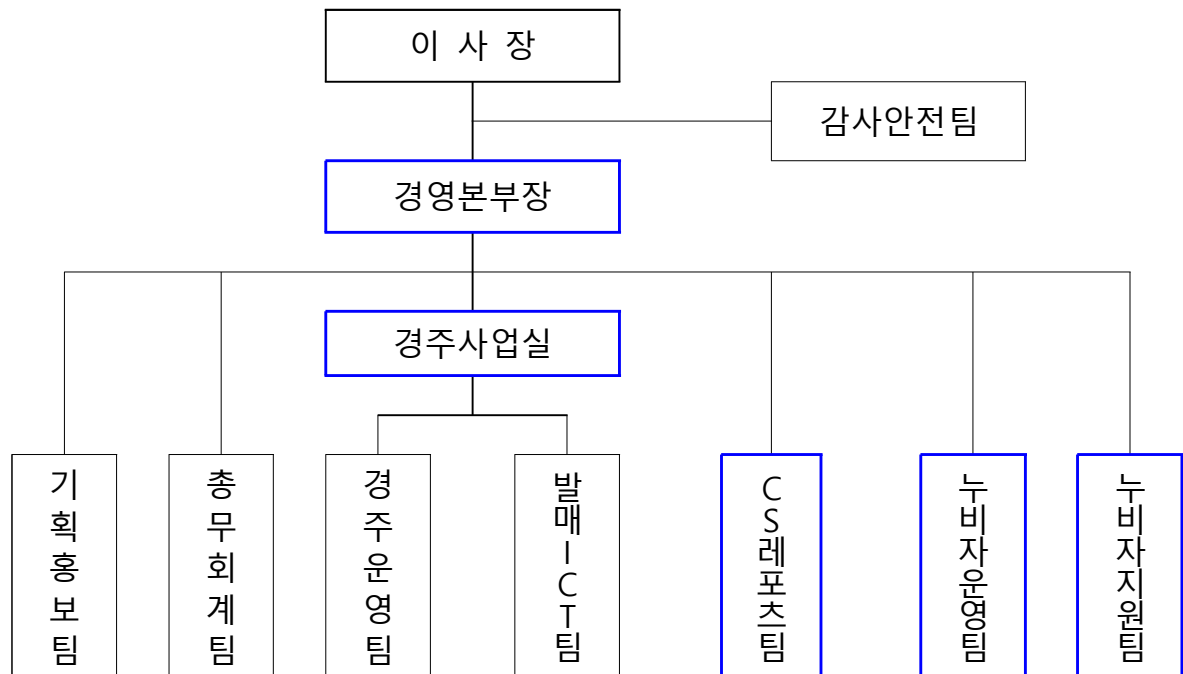 이 사 장
감사안전팀
경영본부장
경주사업실
기획홍보팀
총무회계팀
경주운영팀
발매ICT팀
CS레포츠팀
누비자운영팀
누비자지원팀